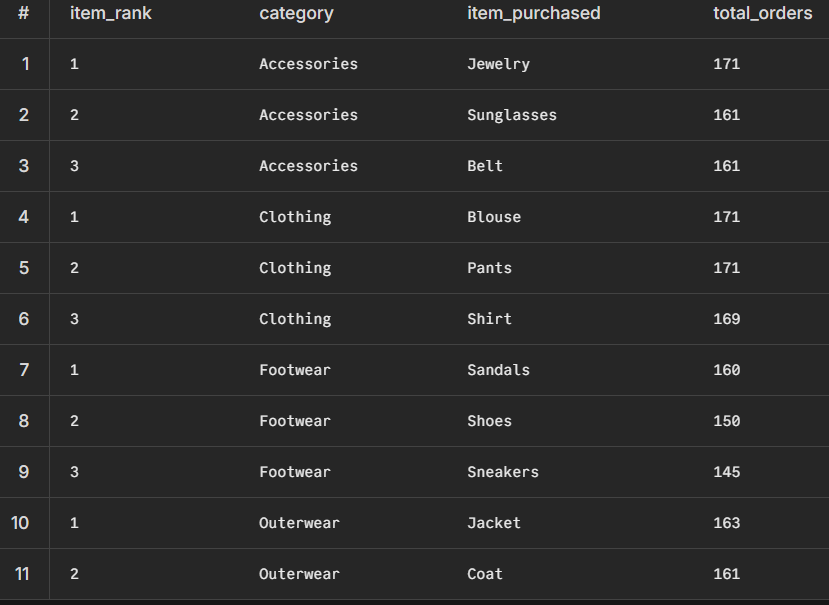 # item_rank category item_purchased total_orders
1 1 Accessories Jewelry 171
2 2 Accessories Sunglasses 161
3 3 Accessories Belt 161
4 1 Clothing Blouse 171
5 2 Clothing Pants 171
6 3 Clothing Shirt 169
7 1 Footwear Sandals 160
8 2 Footwear Shoes 150
9 3 Footwear Sneakers 145
10 1 Outerwear Jacket 163
11 2 Outerwear Coat 161